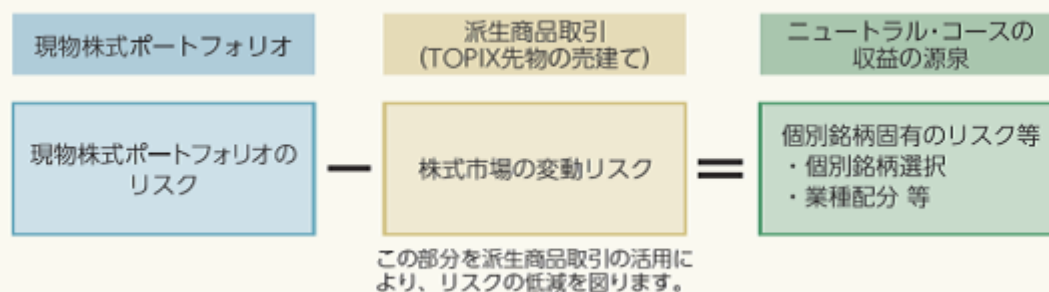 現物株式ポートフォリオ
派生商品取引
(TOPIX先物の売建て)
ニュートラル・コースの
収益の源泉
現物株式ポートフォリオの
リスク
ー
株式市場の変動リスク
=
個別銘柄固有のリスク等
・個別銘柄選択
・業種配分 等
この部分を派生商品取引の活用に
より、リスクの低減を図ります。